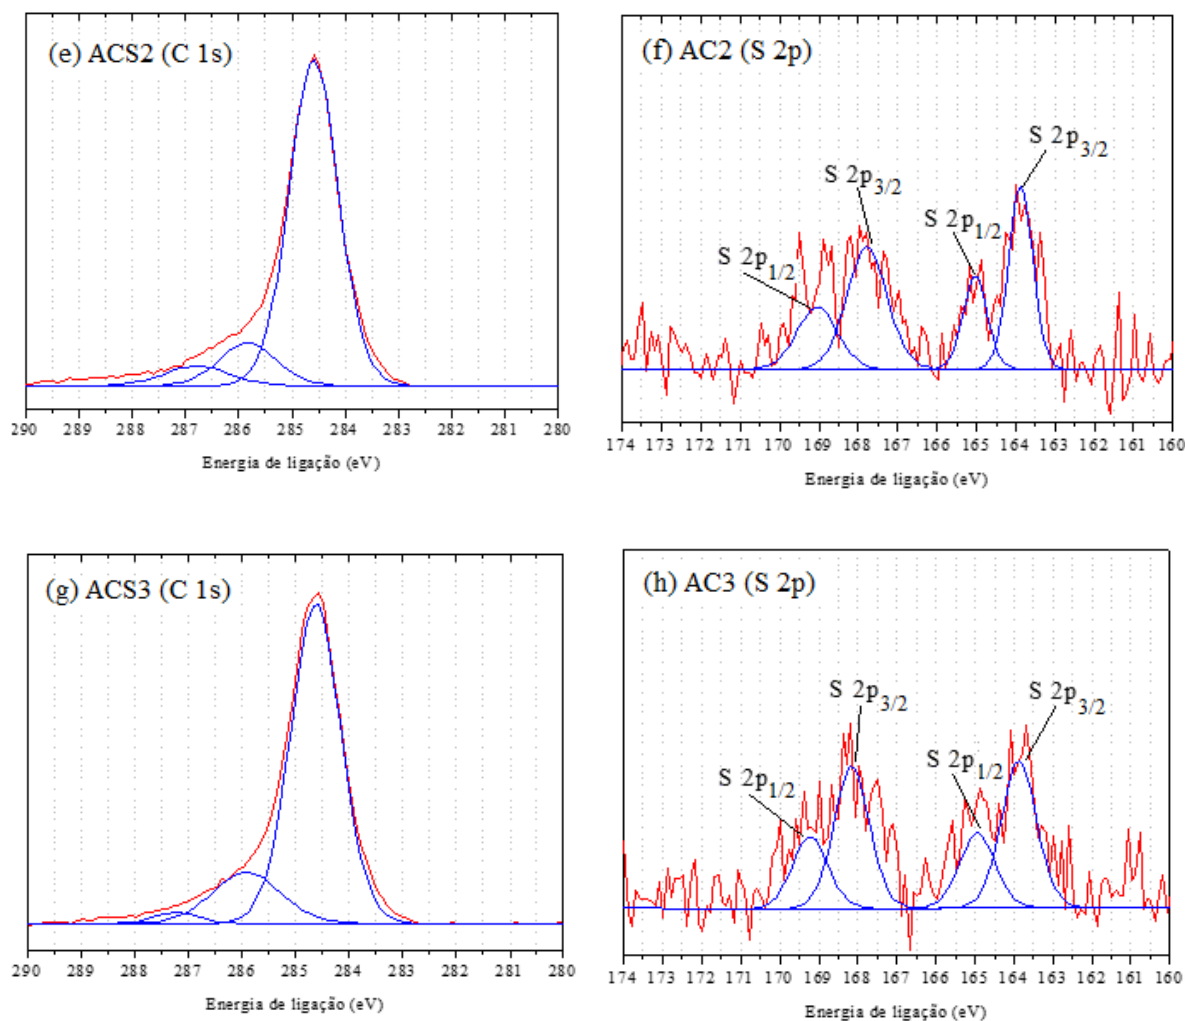 (e) ACS2 (C 1s)
290 289 288 287 286 285 284 283 282 281 280
Energia de ligação (eV)
(f) AC2 (S 2p)
S 2p3/2
S 2p3/2
S 2p1/2
S 2p1/2
174 173 172 171 170 169 168 167 166 165 164 163 162 161 160
Energia de ligação (eV)
(g) ACS3 (C 1s)
290 289 288 287 286 285 284 283 282 281 280
Energia de ligação (eV)
(h) AC3 (S 2p)
S 2p3/2
S 2p3/2
S 2p1/2
S 2p1/2
174 173 172 171 170 169 168 167 166 165 164 163 162 161 160
Energia de ligação (eV)